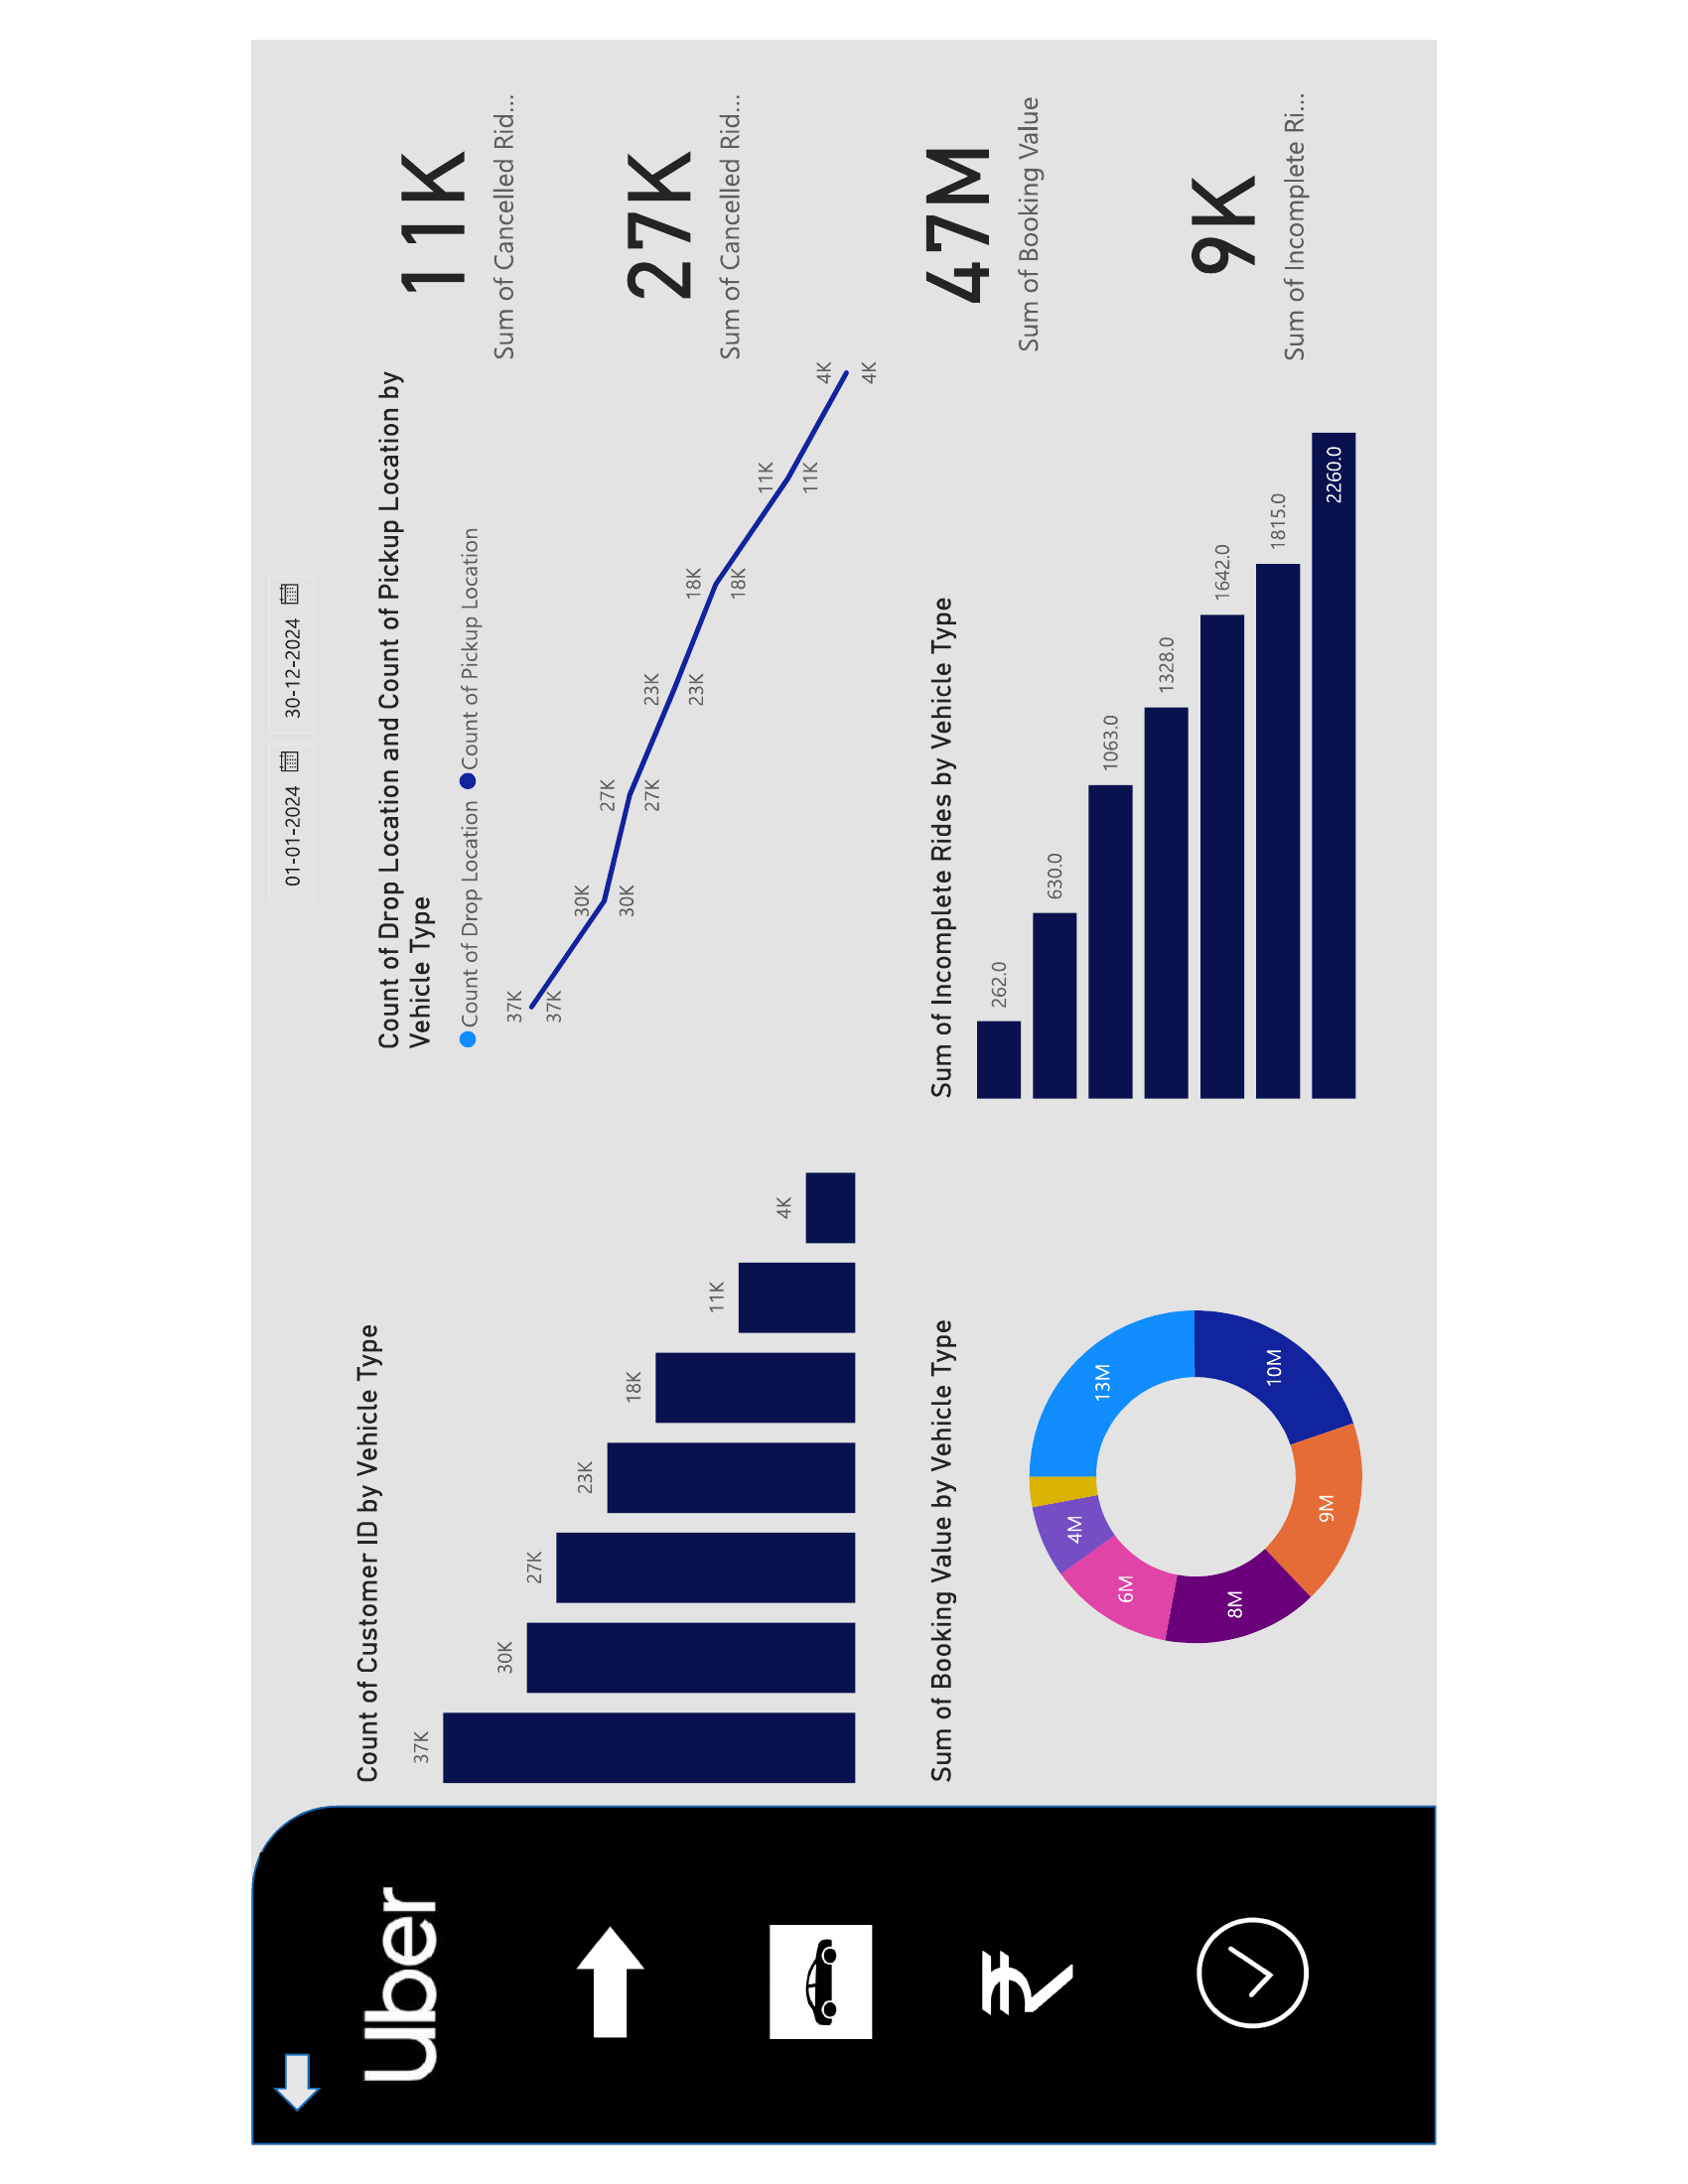 Uber
01-01-2024
30-12-2024
Count of Customer ID by Vehicle Type
37K
30K
27K
23K
18K
11K
4K
Count of Drop Location and Count of Pickup Location by
Vehicle Type
Count of Drop Location
Count of Pickup Location
37K
37K
30K
30K
27K
27K
23K
23K
18K
18K
11K
11K
4K
4K
11K
Sum of Cancelled Rid...
27K
Sum of Cancelled Rid...
47M
Sum of Booking Value
9K
Sum of Incomplete Ri...
Sum of Booking Value by Vehicle Type
13M
10M
9M
8M
6M
4M
Sum of Incomplete Rides by Vehicle Type
262.0
630.0
1063.0
1328.0
1642.0
1815.0
2260.0
₹